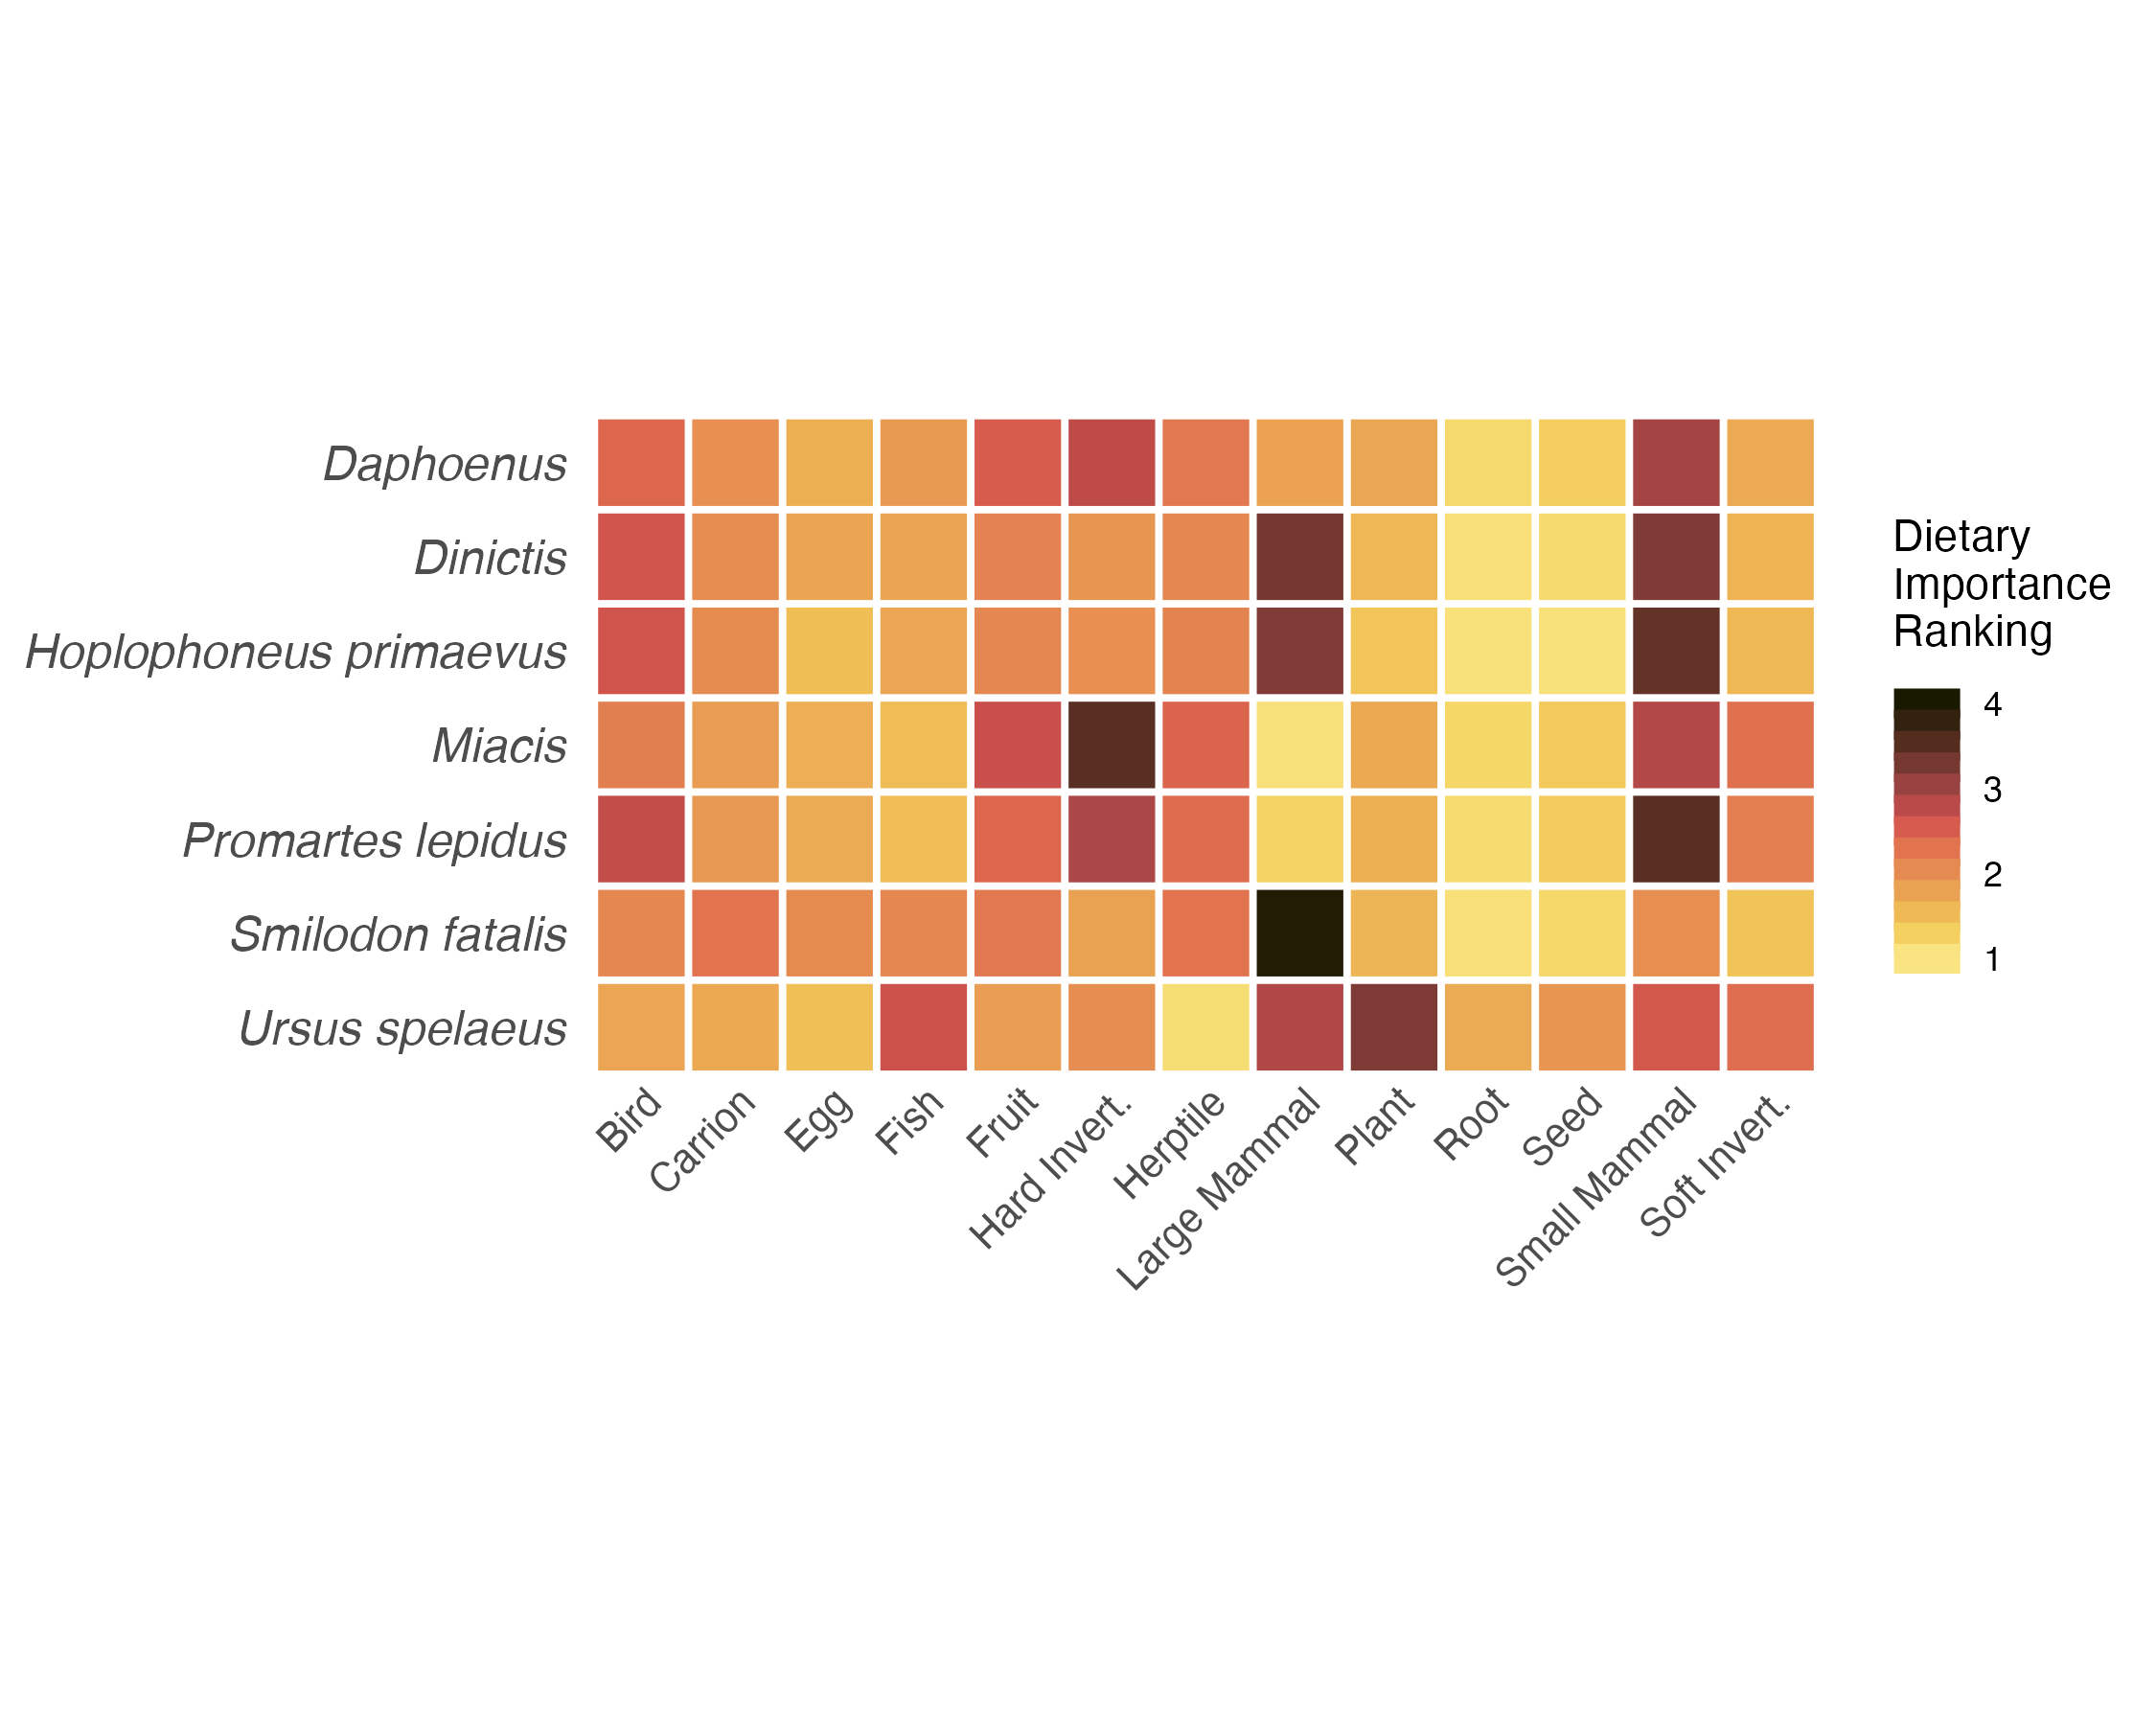 Daphoenus
Dinictis
Hoplophoneus primaevus
Miacis
Promartes lepidus
Smilodon fatalis
Ursus spelaeus
Bird
Carrion
Egg
Fish
Fruit
Hard Invert.
Herptile
Large Mammal
Plant
Root
Seed
Small Mammal
Soft Invert.
Dietary
Importance
Ranking
4
3
2
1